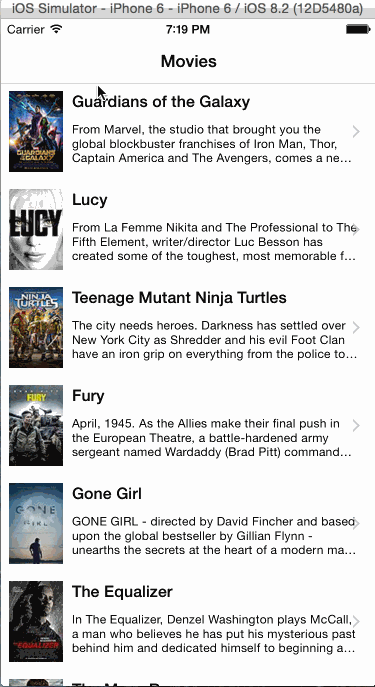 iOS Simulator - iPhone 6 - iPhone 6 / iOS 8.2 (12D5480a)
Carrier 7:19 PM
Movies
Guardians of the Galaxy
From Marvel, the studio that brought you the
global blockbuster franchises of Iron Man, Thor,
Captain America and The Avengers, comes a ne…
GUARDIANS
GALAXY
Lucy
From La Femme Nikita and The Professional to The
Fifth Element, writer/director Luc Besson has
created some of the toughest, most memorable f…
LUCY
Teenage Mutant Ninja Turtles
The city needs heroes. Darkness has settled over
New York City as Shredder and his evil Foot Clan
have an iron grip on everything from the police to…
NINJA
TURTLES
Fury
April, 1945. As the Allies make their final push in
the European Theatre, a battle-hardened army
sergeant named Wardaddy (Brad Pitt) command…
FURY
Gone Girl
GONE GIRL - directed by David Fincher and based
upon the global bestseller by Gillian Flynn -
unearths the secrets at the heart of a modern ma…
GONE
GIRL
The Equalizer
In The Equalizer, Denzel Washington plays McCall,
a man who believes he has put his mysterious past
behind him and dedicated himself to beginning a…
EQUALIZER